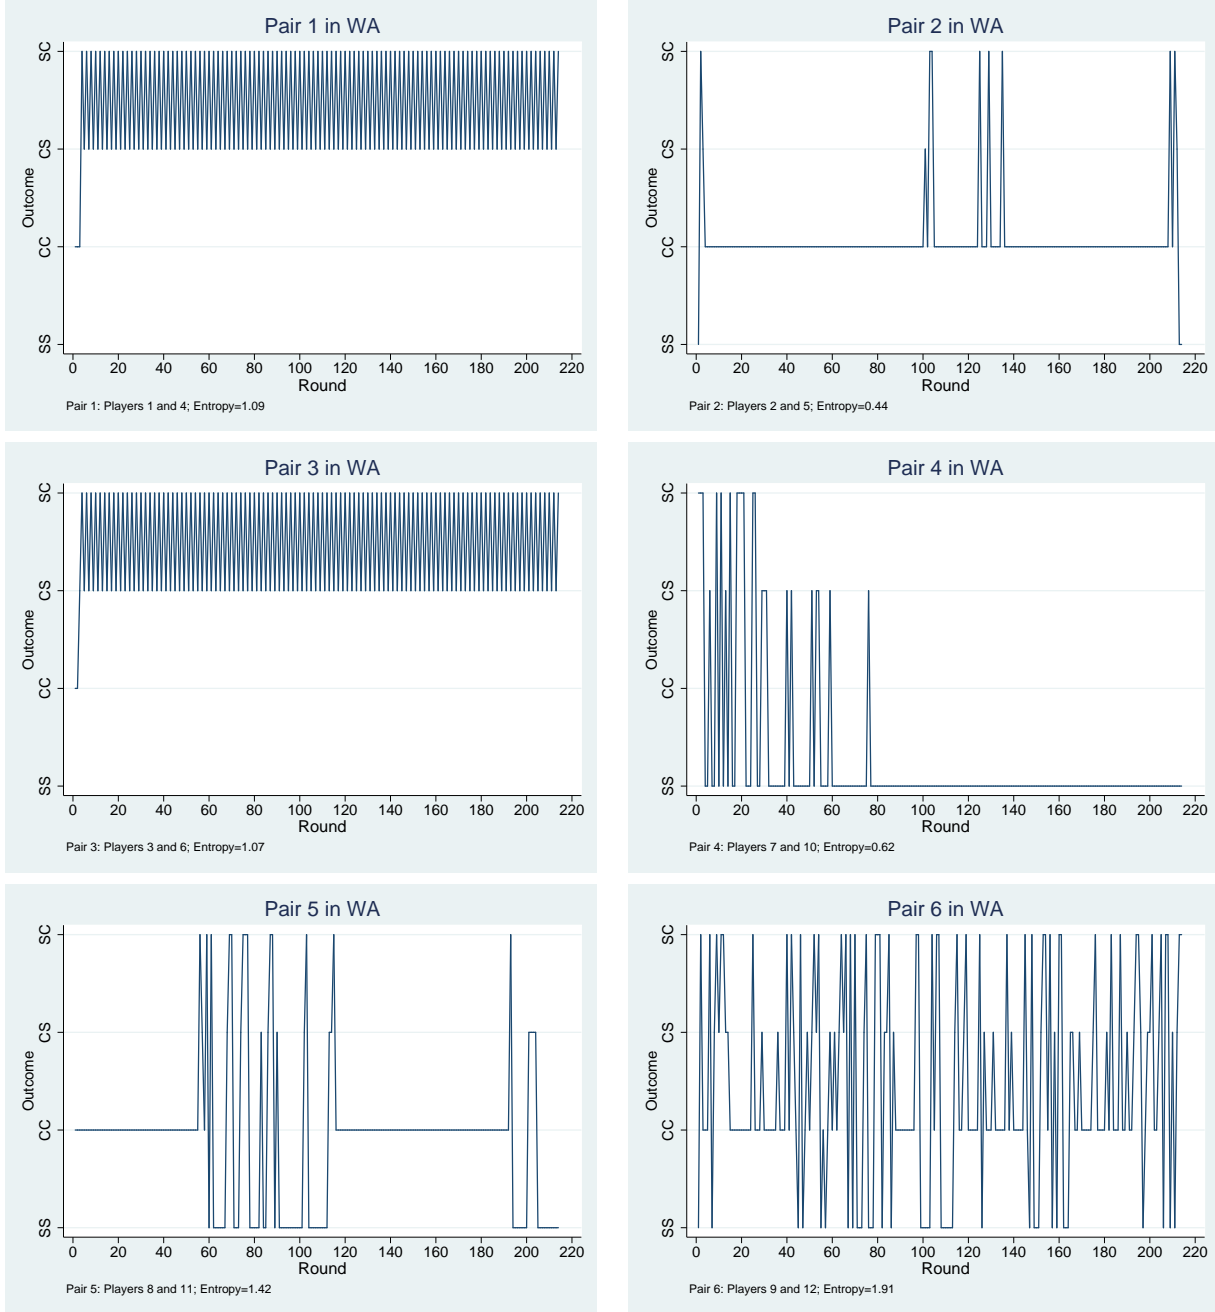 Pair 1 in WA
SC
CS
CC
SS
Outcome
0 20 40 60 80 100 120 140 160 180 200 220
Round
Pair 1: Players 1 and 4; Entropy=1.09
Pair 2 in WA
SC
CS
CC
SS
Outcome
0 20 40 60 80 100 120 140 160 180 200 220
Round
Pair 2: Players 2 and 5; Entropy=0.44
Pair 3 in WA
SC
CS
CC
SS
Outcome
0 20 40 60 80 100 120 140 160 180 200 220
Round
Pair 3: Players 3 and 6; Entropy=1.07
Pair 4 in WA
SC
CS
CC
SS
Outcome
0 20 40 60 80 100 120 140 160 180 200 220
Round
Pair 4: Players 7 and 10; Entropy=0.62
Pair 5 in WA
SC
CS
CC
SS
Outcome
0 20 40 60 80 100 120 140 160 180 200 220
Round
Pair 5: Players 8 and 11; Entropy=1.42
Pair 6 in WA
SC
CS
CC
SS
Outcome
0 20 40 60 80 100 120 140 160 180 200 220
Round
Pair 6: Players 9 and 12; Entropy=1.91